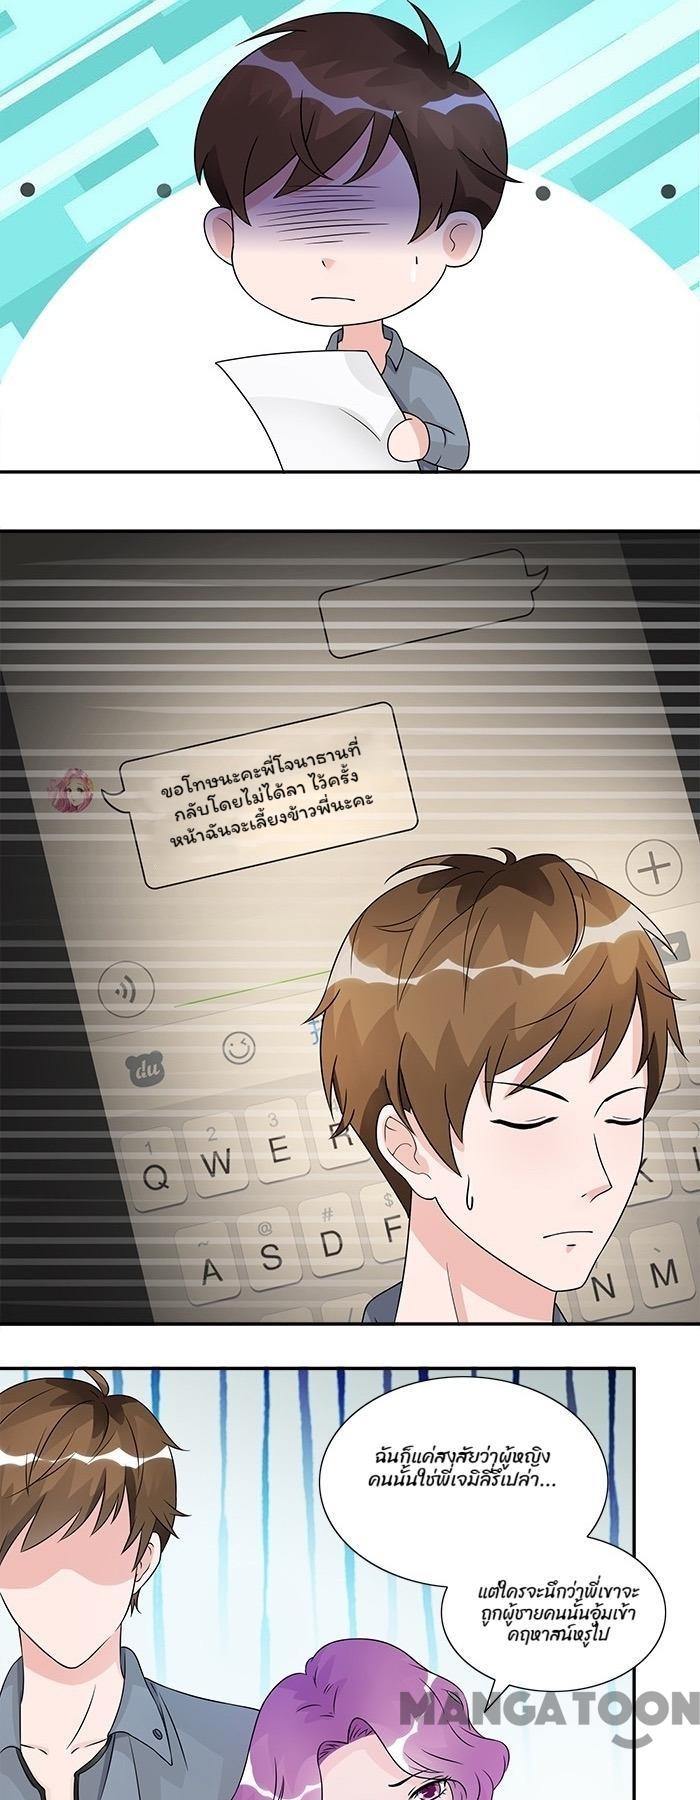 ขอโทษนะคะพี่โจนาธานที่
กลับโดยไม่ได้ลา ไว้ครั้ง
หน้าฉันจะเลี้ยงข้าวพี่นะคะ
du
1 2 3
Q W E R
~ @ # $
A S D F
K L
N M
ฉันก็แค่สงสัยว่าผู้หญิง
คนนั้นใช่พี่เจมิลี่รึเปล่า...
แต่ใครจะนึกว่าพี่เขาจะ
ถูกผู้ชายคนนั้นอุ้มเข้า
คฤหาสน์หรูไป
MANGATOON